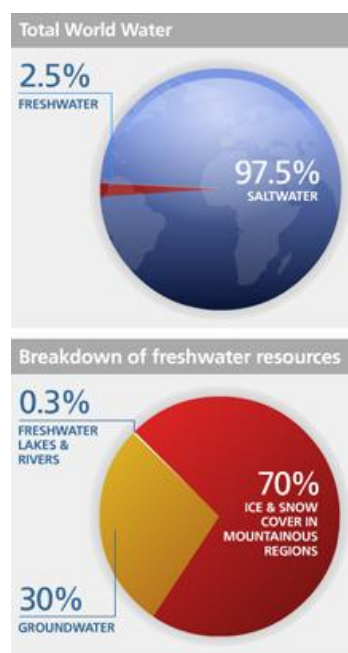 Total World Water
2.5%
FRESHWATER
97.5%
SALTWATER
Breakdown of freshwater resources
0.3%
FRESHWATER
LAKES &
RIVERS
70%
ICE & SNOW
COVER IN
MOUNTAINOUS
REGIONS
30%
GROUNDWATER